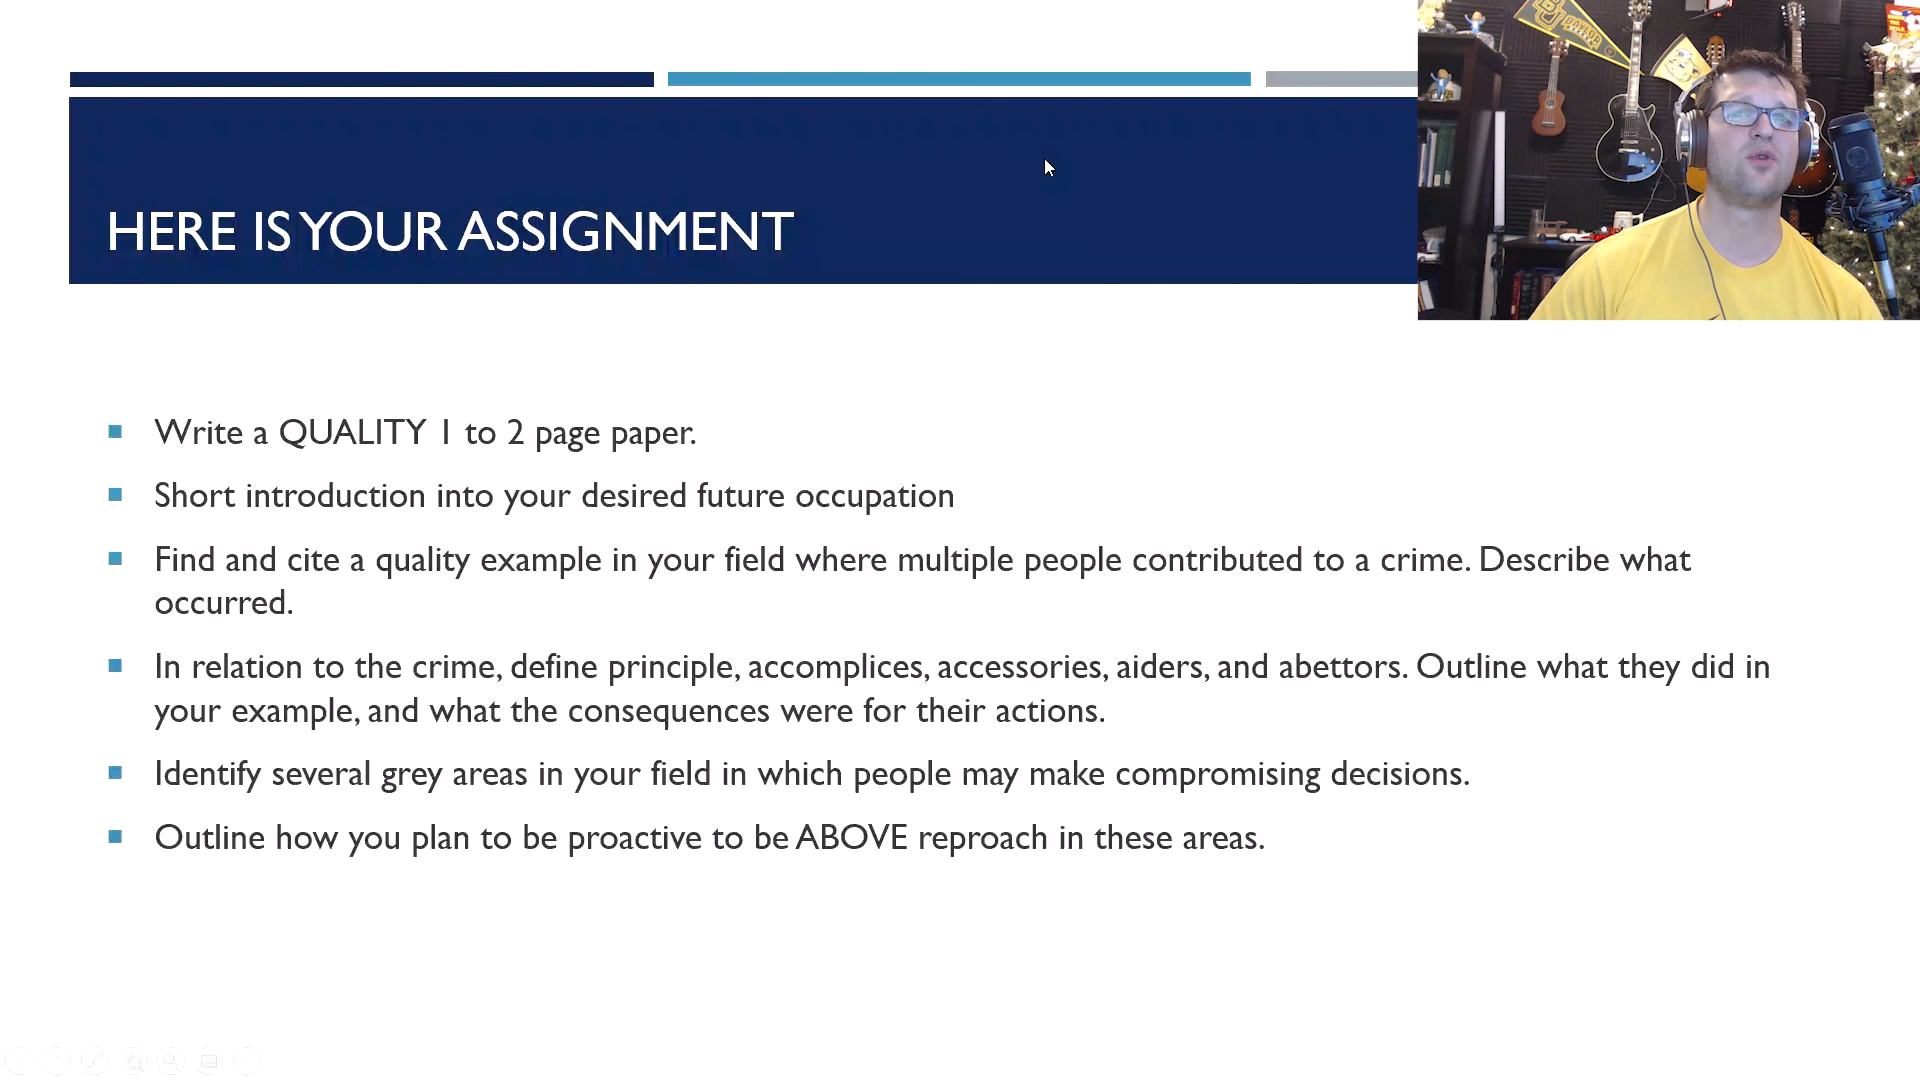 HERE IS YOUR ASSIGNMENT
BAYLOR
Write a QUALITY 1 to 2 page paper.
Short introduction into your desired future occupation
Find and cite a quality example in your field where multiple people contributed to a crime. Describe what
occurred.
In relation to the crime, define principle, accomplices, accessories, aiders, and abettors. Outline what they did in
your example, and what the consequences were for their actions.
Identify several grey areas in your field in which people may make compromising decisions.
Outline how you plan to be proactive to be ABOVE reproach in these areas.